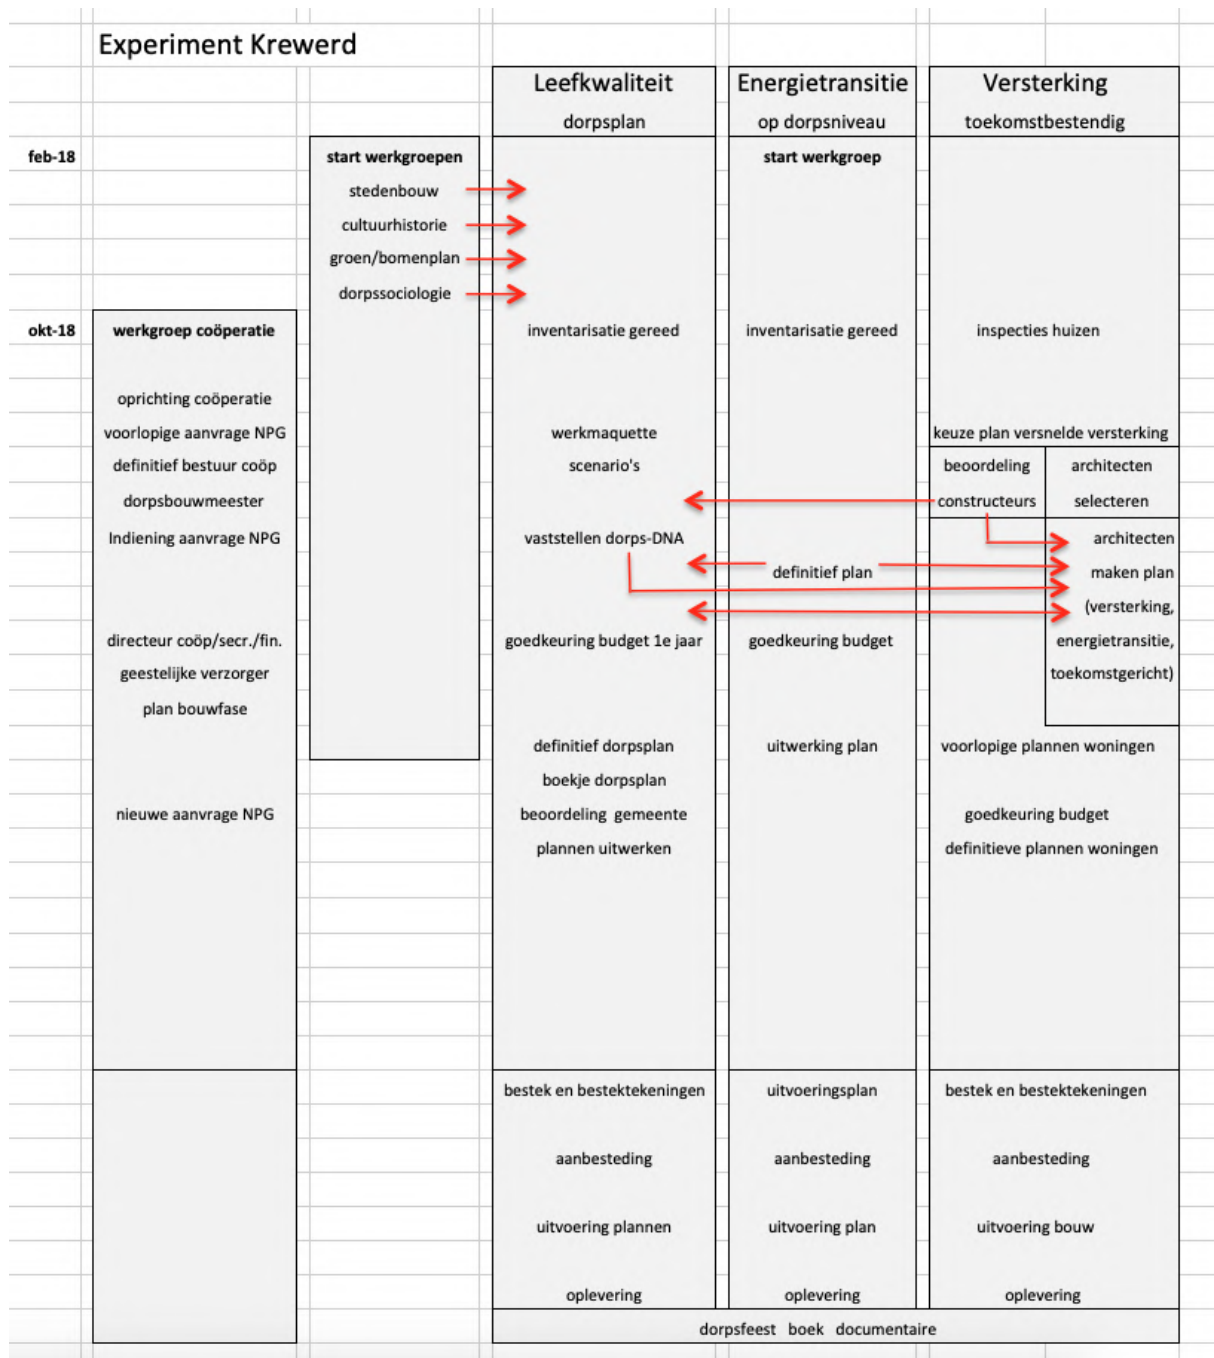 Experiment Krewerd
Leefkwaliteit
dorpsplan
Energietransitie
op dorpsniveau
Versterking
toekomstbestendig
feb-18
start werkgroepen
start werkgroep
stedenbouw
cultuurhistorie
groen/bomenplan
dorpssociologie
okt-18
werkgroep coöperatie
inventarisatie gereed
inventarisatie gereed
inspecties huizen
oprichting coöperatie
voorlopige aanvrage NPG
werkmaquette
keuze plan versnelde versterking
definitief bestuur coöp
scenario's
beoordeling
architecten
dorpsbouwmeester
constructeurs
selecteren
Indiening aanvrage NPG
vaststellen dorps-DNA
architecten
definitief plan
maken plan
(versterking,
directeur coöp/secr./fin.
goedkeuring budget 1e jaar
goedkeuring budget
energietransitie,
geestelijke verzorger
toekomstgericht)
plan bouwfase
definitief dorpsplan
uitwerking plan
voorlopige plannen woningen
boekje dorpsplan
nieuwe aanvrage NPG
beoordeling gemeente
goedkeuring budget
plannen uitwerken
definitieve plannen woningen
bestek en bestektekeningen
uitvoeringsplan
bestek en bestektekeningen
aanbesteding
aanbesteding
aanbesteding
uitvoering plannen
uitvoering plan
uitvoering bouw
oplevering
oplevering
oplevering
dorpsfeest boek documentaire